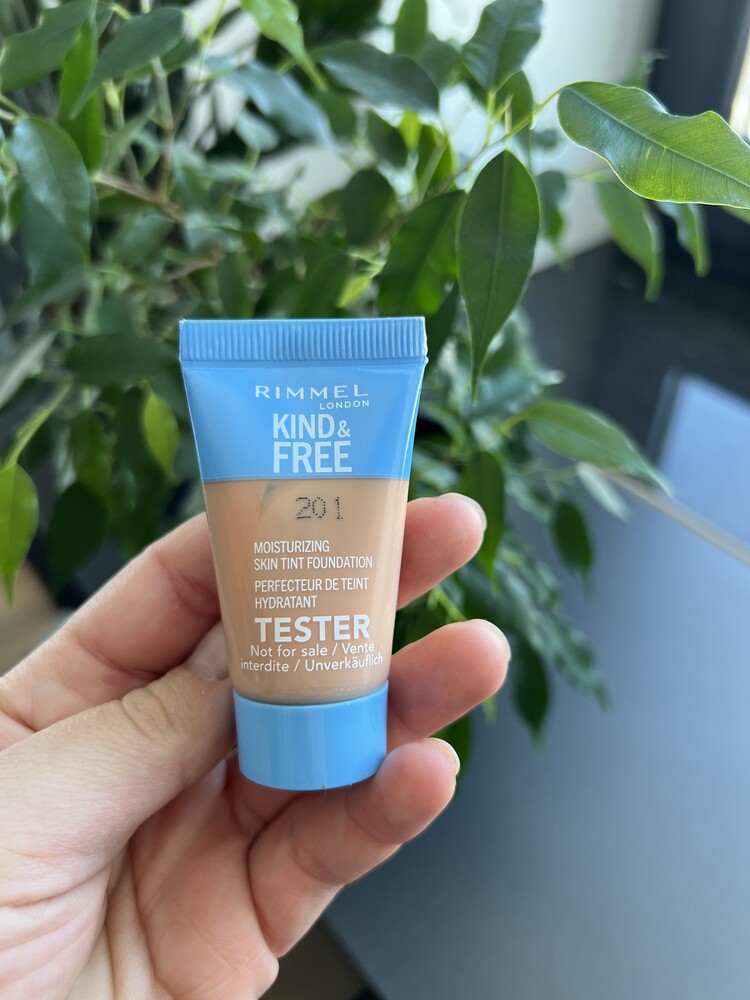 RIMMEL
LONDON
KIND &
FREE
201
MOISTURIZING
SKIN TINT FOUNDATION
PERFECTEUR DE TEINT
HYDRATANT
TESTER
Not for sale / Vente
interdite / Unverkäuflich